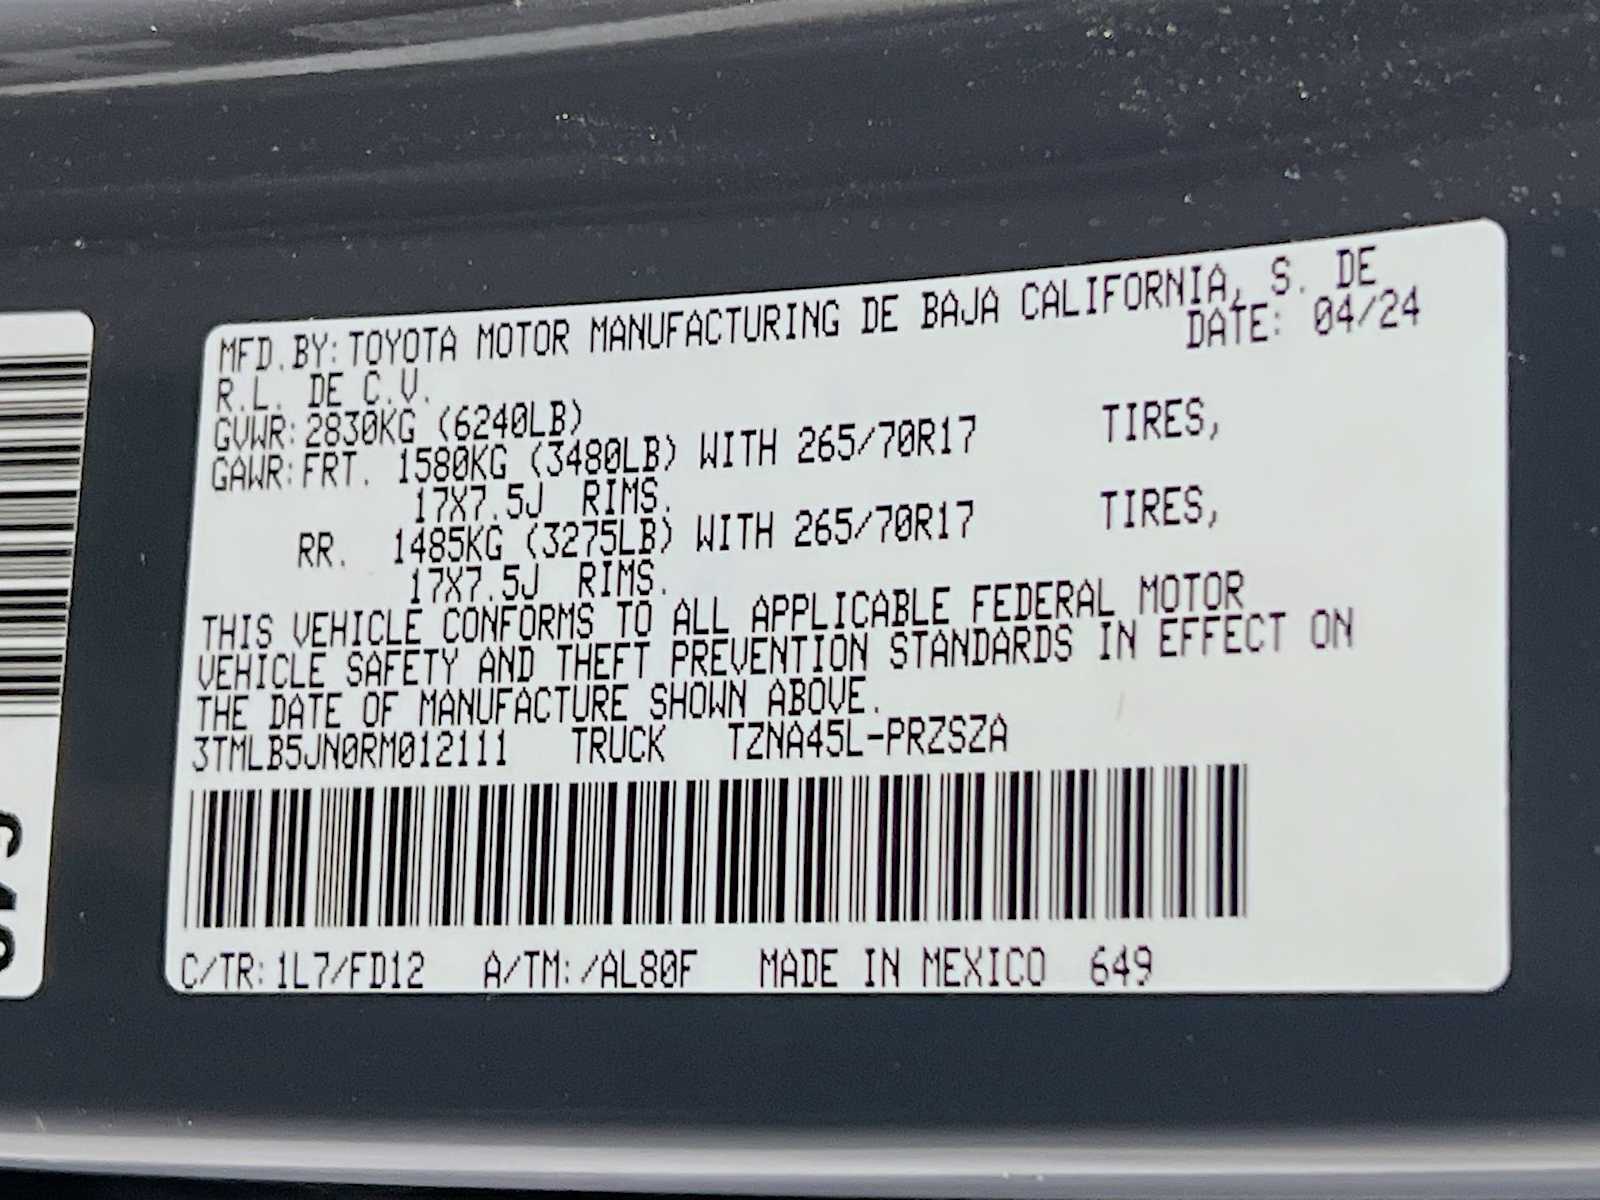 MFD.BY:TOYOTA MOTOR MANUFACTURING DE BAJA CALIFORNIA, S. DE
R.L. DE C.V. DATE: 04/24
GVWR:2830KG (6240LB)
GAWR:FRT. 1580KG (3480LB) WITH 265/70R17 TIRES,
17X7.5J RIMS.
RR. 1485KG (3275LB) WITH 265/70R17 TIRES,
17X7.5J RIMS.
THIS VEHICLE CONFORMS TO ALL APPLICABLE FEDERAL MOTOR
VEHICLE SAFETY AND THEFT PREVENTION STANDARDS IN EFFECT ON
THE DATE OF MANUFACTURE SHOWN ABOVE.
3TMLB5JN0RM012111 TRUCK TZNA45L-PRZSZA
C/TR:1L7/FD12 A/TM:/AL80F MADE IN MEXICO 649